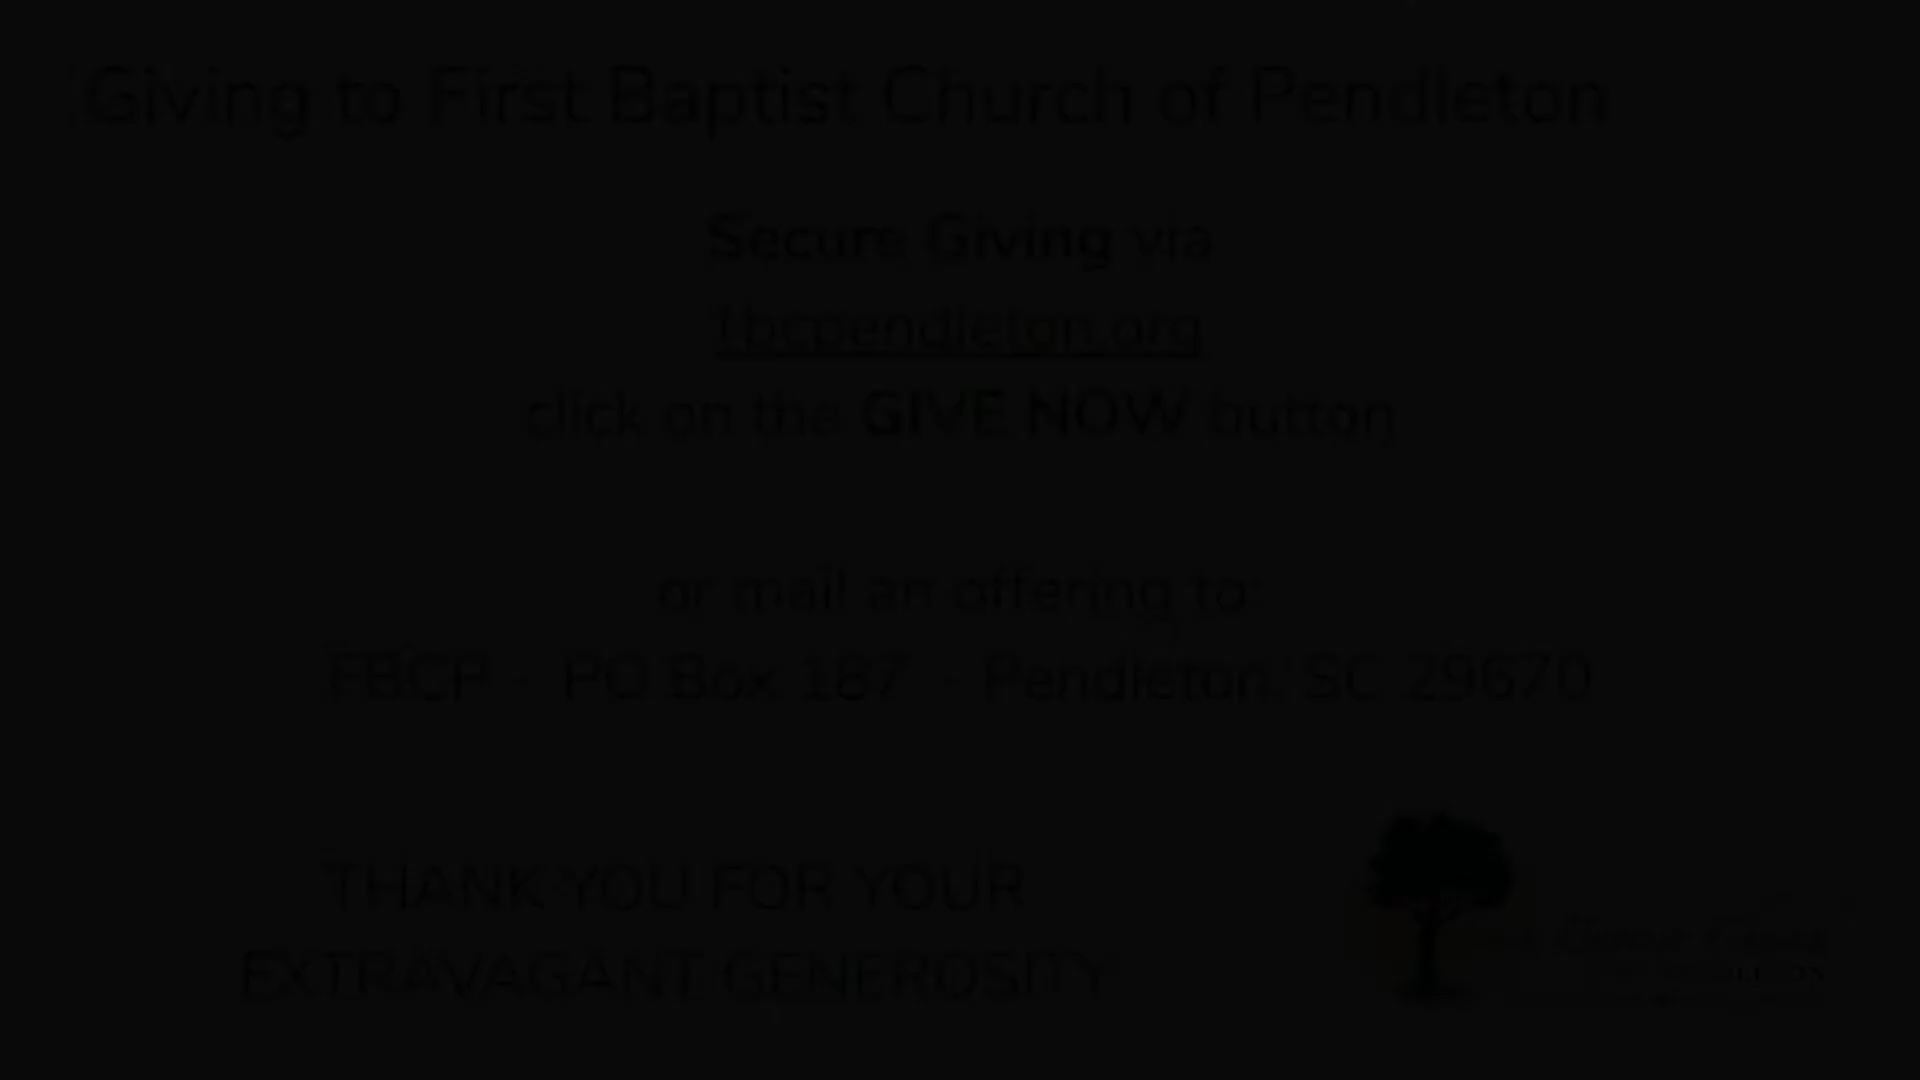 Giving to First Baptist Church of Pendleton
Secure Giving via
fbcpendleton.org
click on the GIVE NOW button
or mail an offering to:
FBCP - PO Box 187 - Pendleton, SC 29670
THANK YOU FOR YOUR
EXTRAVAGANT GENEROSITY